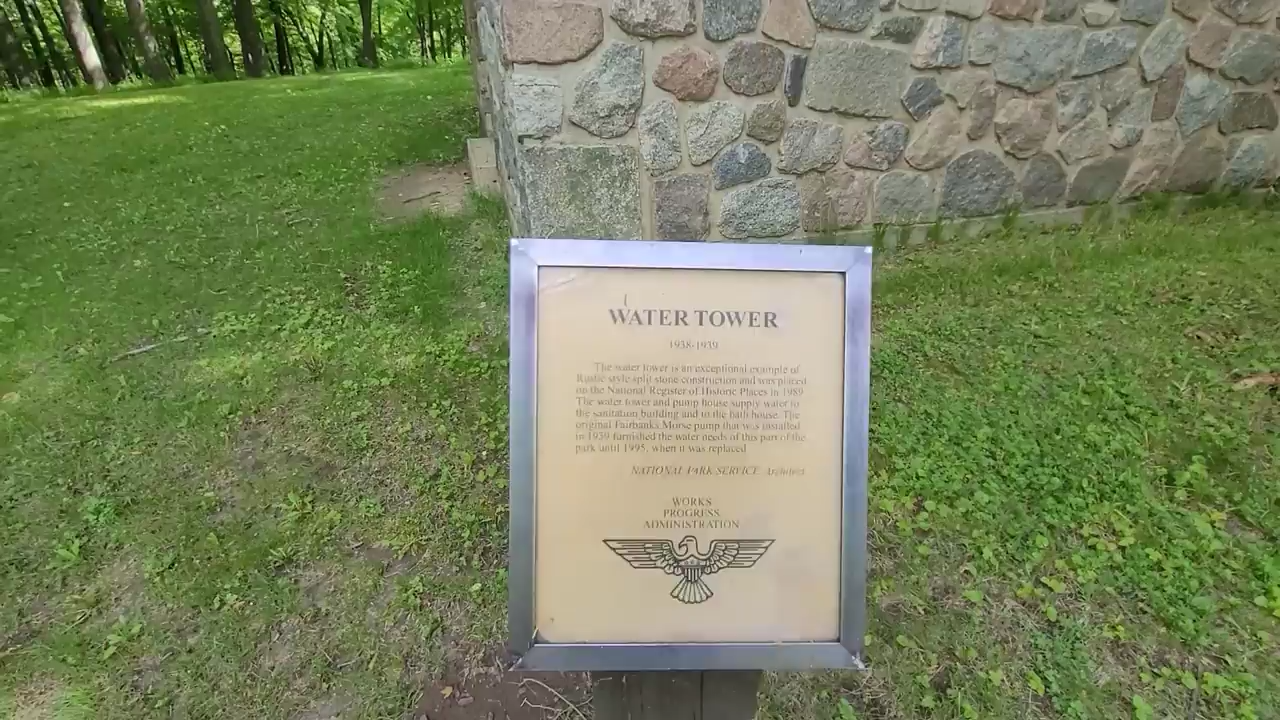 WATER TOWER
1938-1939
The water tower is an exceptional example of
Rustic style split stone construction and was placed
on the National Register of Historic Places in 1989
The water tower and pump house supply water to
the sanitation building and to the bath house. The
original Fairbanks Morse pump that was installed
in 1939 furnished the water needs of this part of the
park until 1995, when it was replaced
NATIONAL PARK SERVICE Architect
WORKS
PROGRESS
ADMINISTRATION